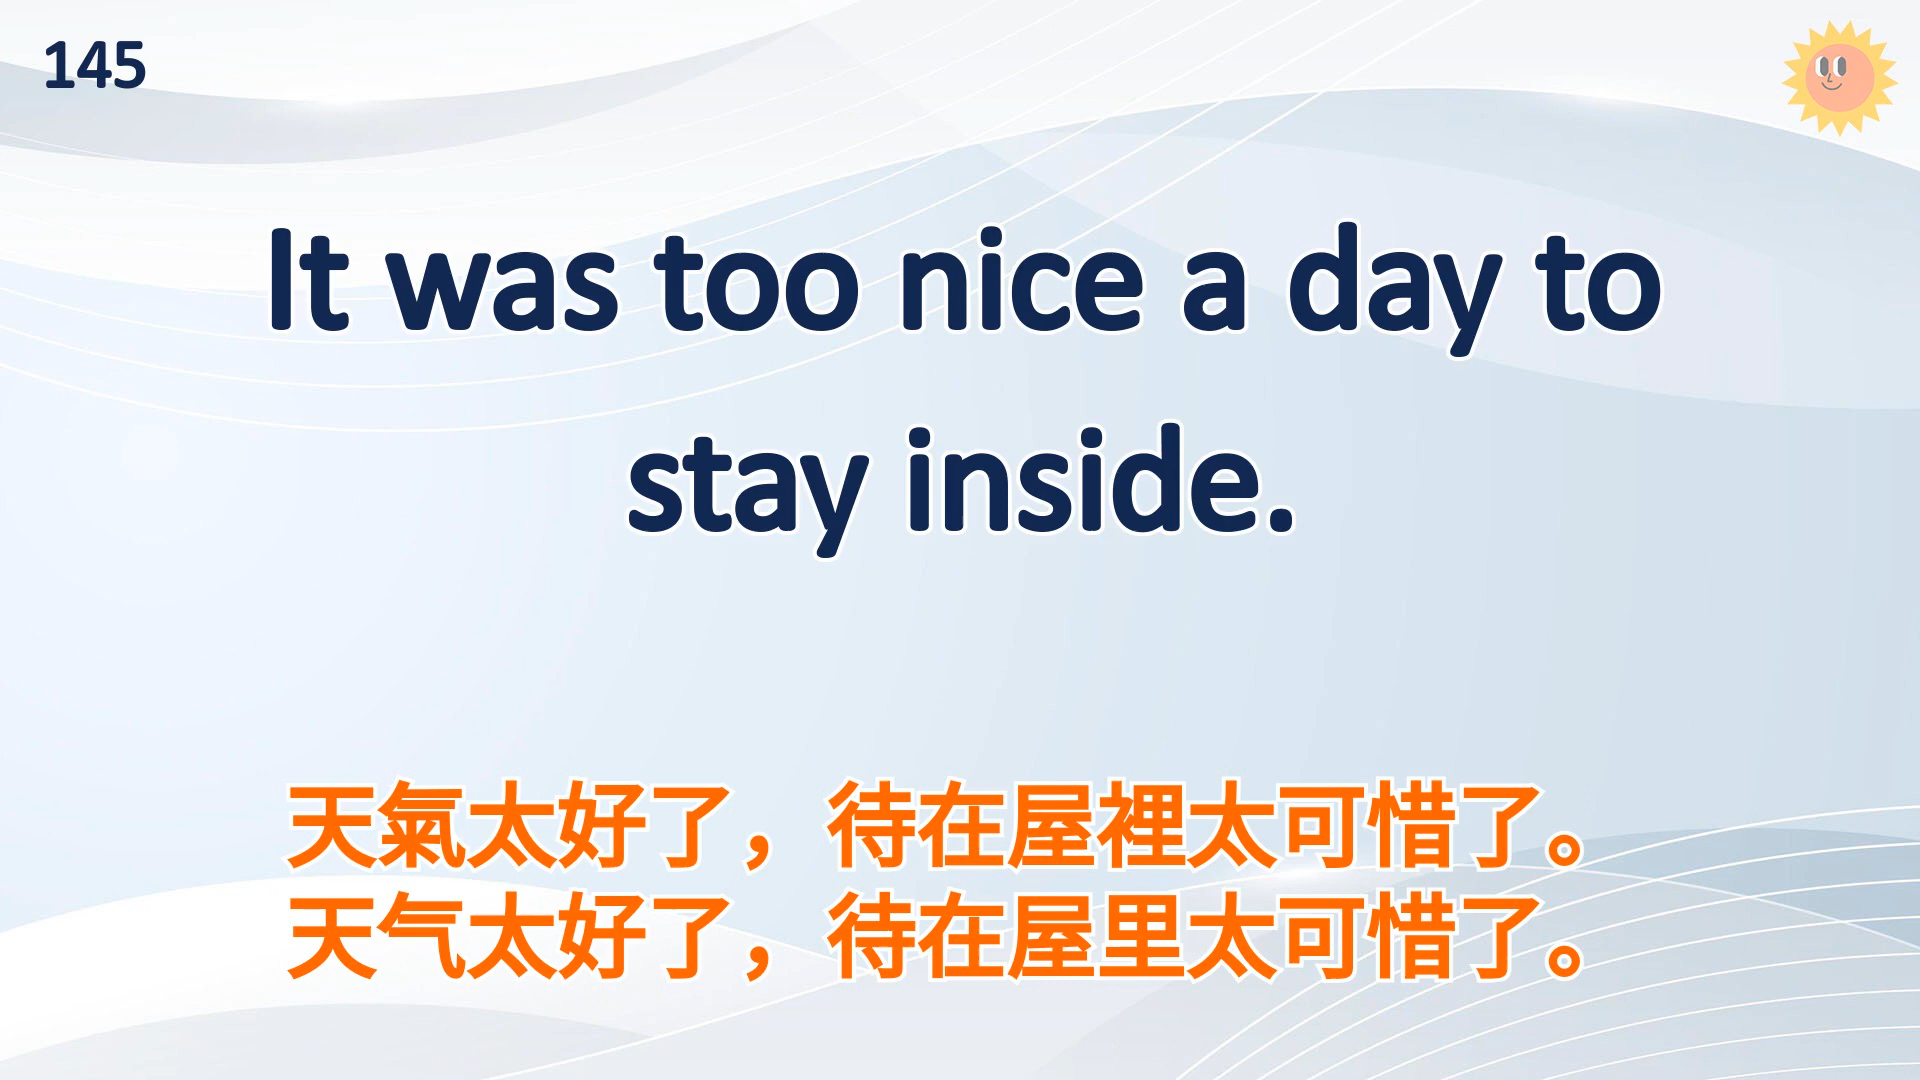 145
It was too nice a day to
stay inside.
天氣太好了，待在屋裡太可惜了。
天气太好了，待在屋里太可惜了。